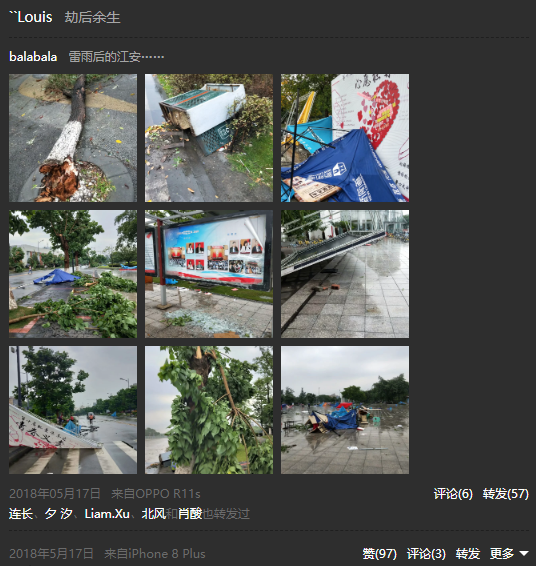 ``Louis 劫后余生
balabala 雷雨后的江安······
2018年05月17日 来自OPPO R11s 评论(6) 转发(57)
连长、夕 汐、Liam.Xu、北风和肖酸也转发过
2018年5月17日 来自iPhone 8 Plus 赞(97) 评论(3) 转发 更多